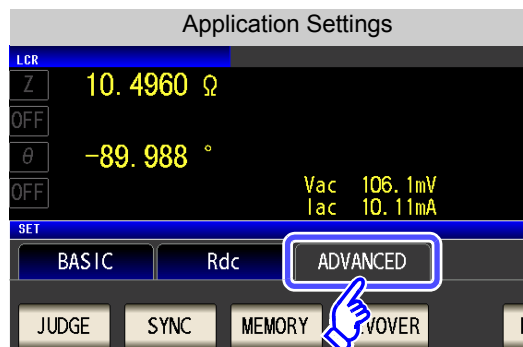 Application Settings
LCR
Z 10.4960 Ω
OFF
θ -89.988 °
OFF
Vac 106.1mV
Iac 10.11mA
SET
BASIC Rdc ADVANCED
JUDGE SYNC MEMORY VOVER